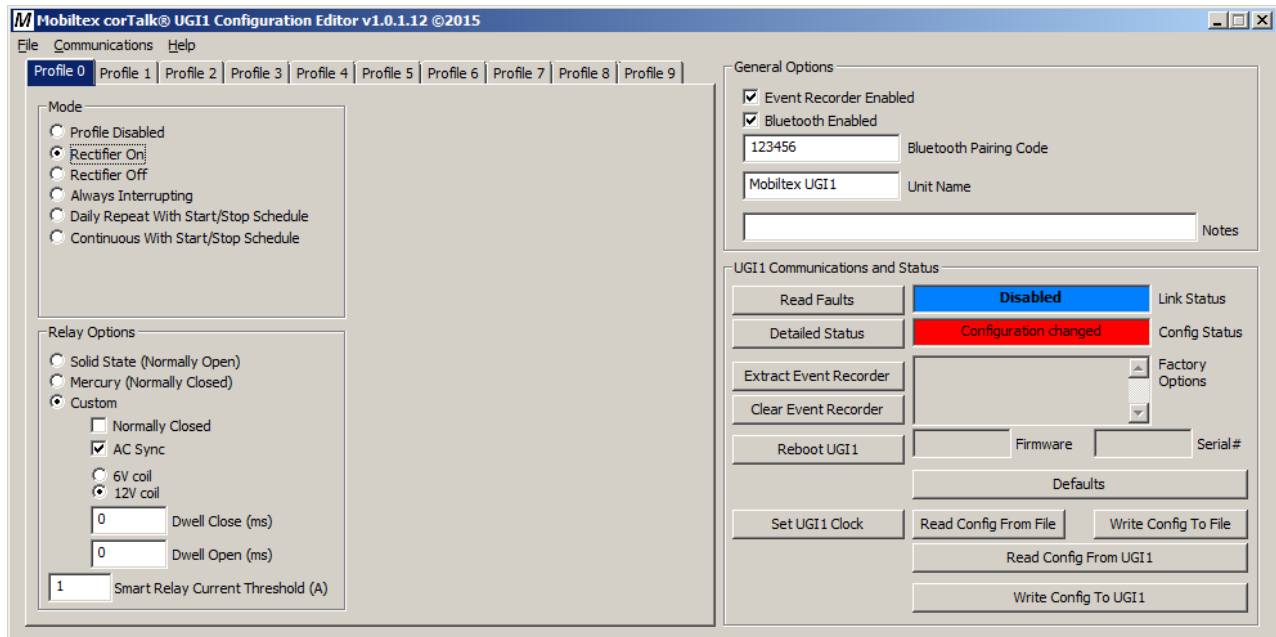 M Mobiltex corTalk® UGI1 Configuration Editor v1.0.1.12 ©2015
File Communications Help
Profile 0 Profile 1 Profile 2 Profile 3 Profile 4 Profile 5 Profile 6 Profile 7 Profile 8 Profile 9
Mode
Profile Disabled
Rectifier On
Rectifier Off
Always Interrupting
Daily Repeat With Start/Stop Schedule
Continuous With Start/Stop Schedule
Relay Options
Solid State (Normally Open)
Mercury (Normally Closed)
Custom
Normally Closed
AC Sync
6V coil
12V coil
0 Dwell Close (ms)
0 Dwell Open (ms)
1 Smart Relay Current Threshold (A)
General Options
Event Recorder Enabled
Bluetooth Enabled
123456 Bluetooth Pairing Code
Mobiltex UGI1 Unit Name
Notes
UGI1 Communications and Status
Read Faults Disabled Link Status
Detailed Status Configuration changed Config Status
Extract Event Recorder Factory
Options
Clear Event Recorder
Reboot UGI1 Firmware Serial#
Defaults
Set UGI1 Clock Read Config From File Write Config To File
Read Config From UGI1
Write Config To UGI1